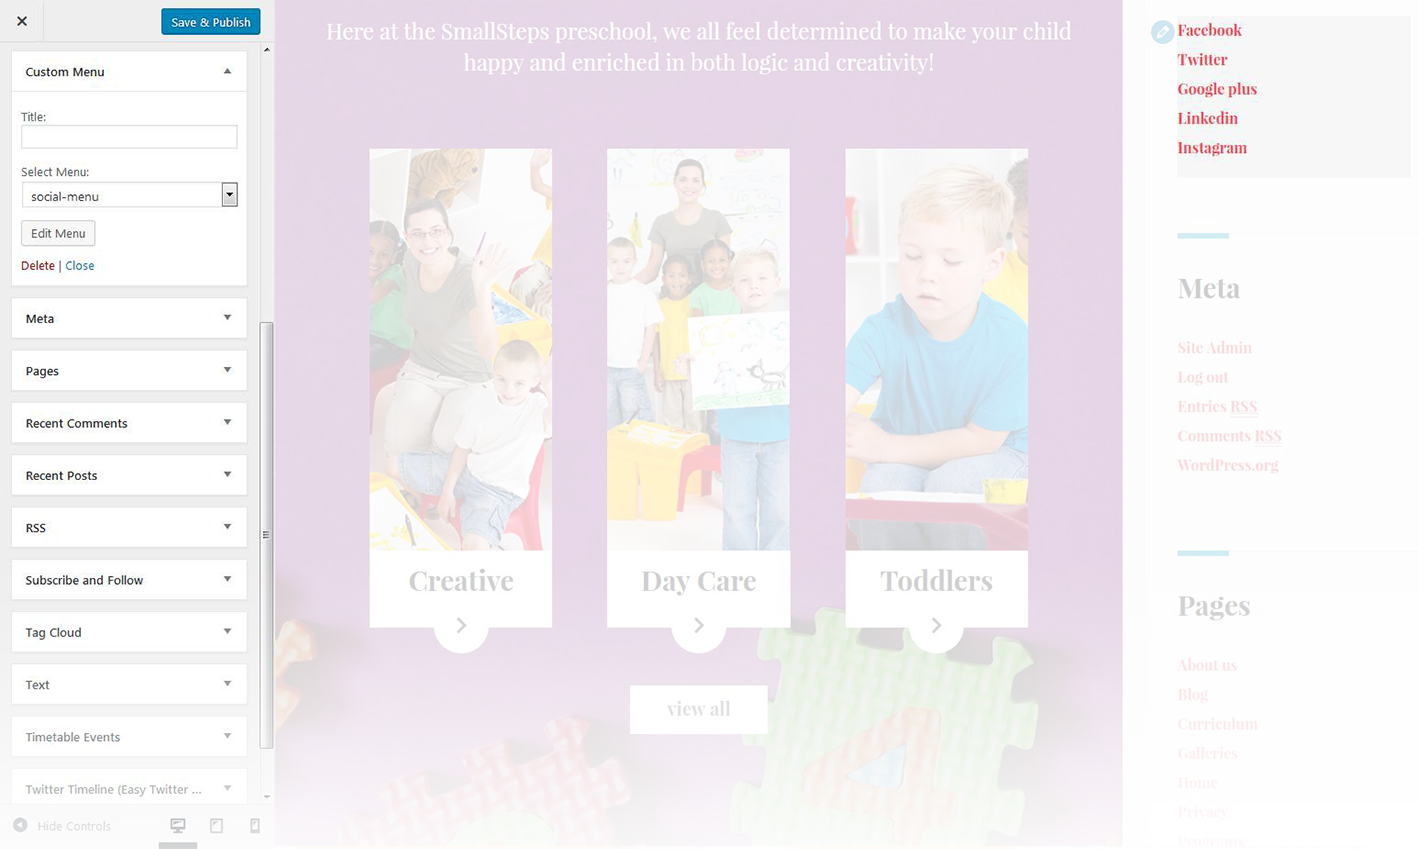 Save & Publish
Custom Menu
Title:
Select Menu:
social-menu
Edit Menu
Delete | Close
Meta
Pages
Recent Comments
Recent Posts
RSS
Subscribe and Follow
Tag Cloud
Text
Timetable Events
Twitter Timeline (Easy Twitter ...
Hide Controls
Here at the SmallSteps preschool, we all feel determined to make your child
happy and enriched in both logic and creativity!
Creative
Day Care
Toddlers
view all
Facebook
Twitter
Google plus
Linkedin
Instagram
Meta
Site Admin
Log out
Entries RSS
Comments RSS
WordPress.org
Pages
About us
Blog
Curriculum
Galleries
Home
Privacy
Programs